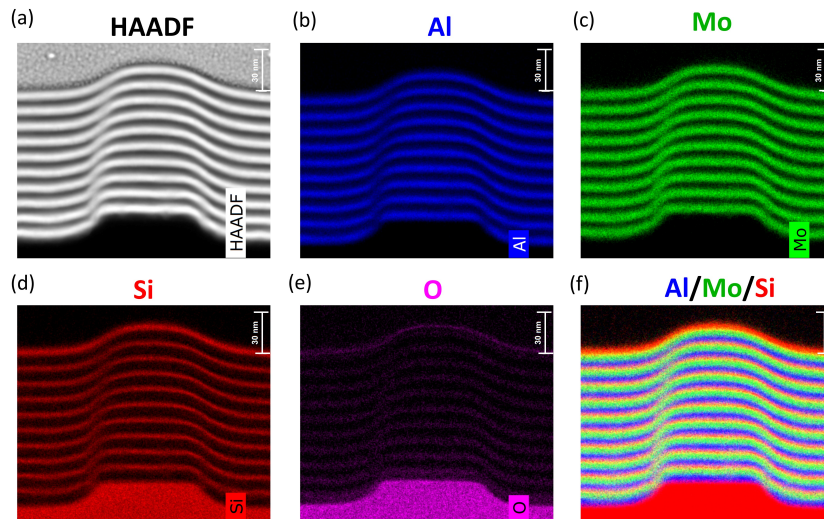 (a) HAADF
30 nm
HAADF
(b) Al
30 nm
Al
(c) Mo
30 nm
Mo
(d) Si
30 nm
Si
(e) O
30 nm
O
(f) Al/Mo/Si